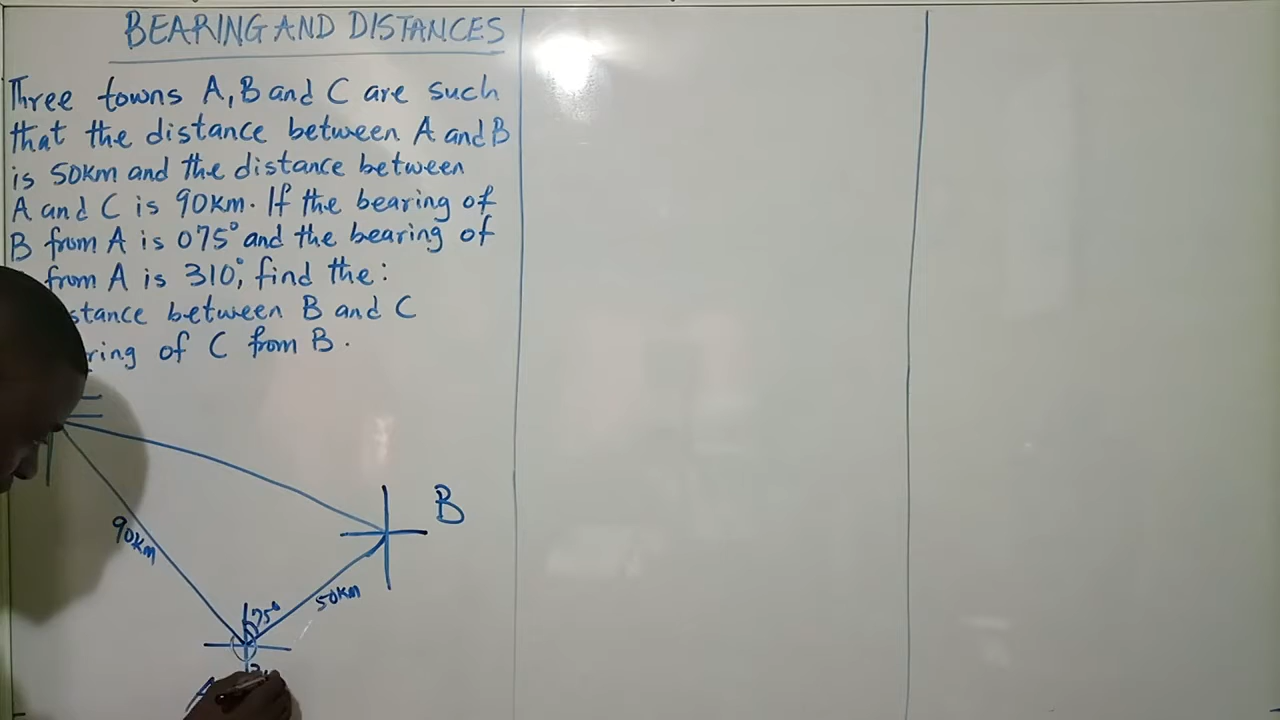 BEARING AND DISTANCES
Three towns A, B and C are such
that the distance between A and B
is 50km and the distance between
A and C is 90km. If the bearing of
B from A is 075° and the bearing of
from A is 310°, find the:
stance between B and C
ring of C from B.
90km
B
50km
75°
A